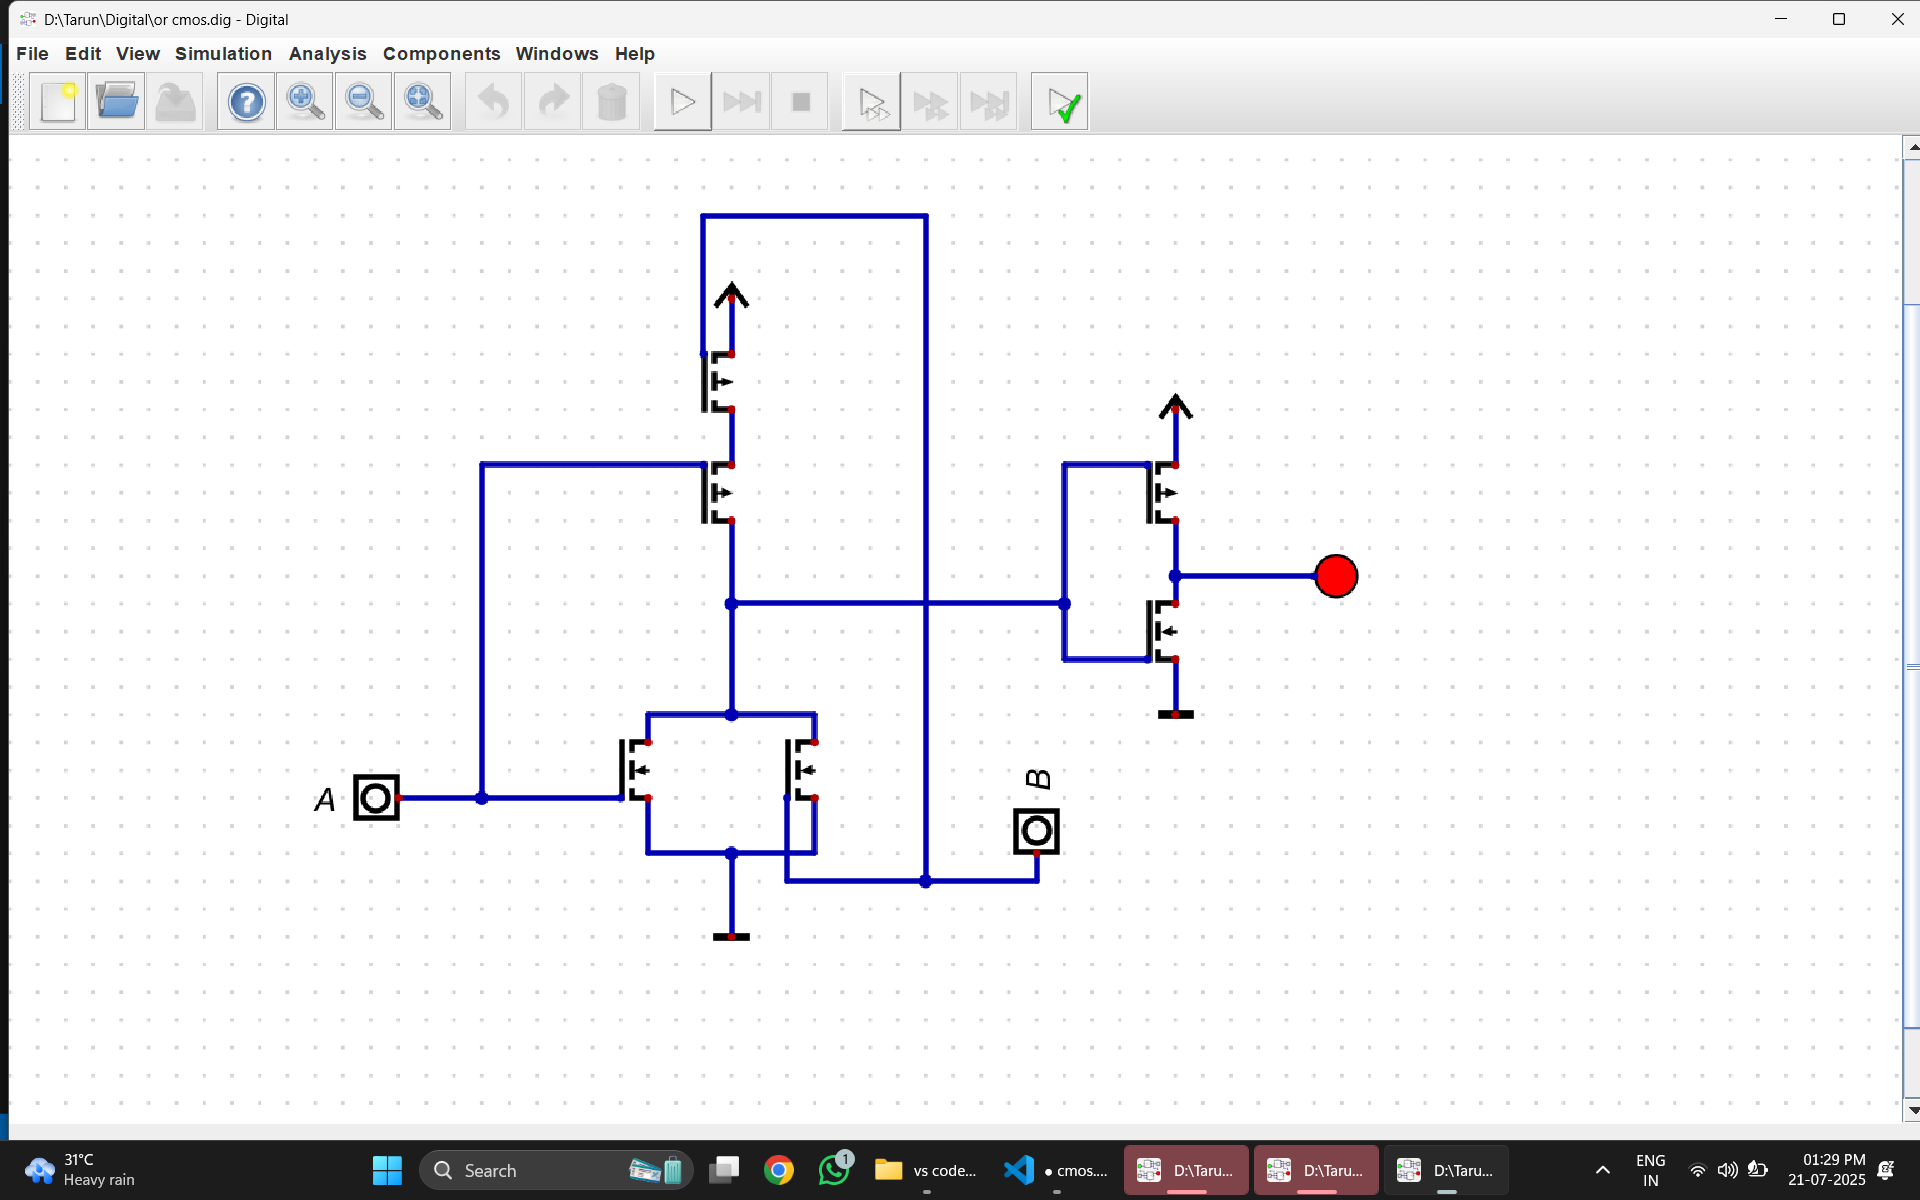 D:\Tarun\Digital\or cmos.dig - Digital
File Edit View Simulation Analysis Components Windows Help
A
B
31°C
Heavy rain
Search
1
vs code...
● cmos....
D:\Taru...
D:\Taru...
D:\Taru...
ENG
IN
01:29 PM
21-07-2025